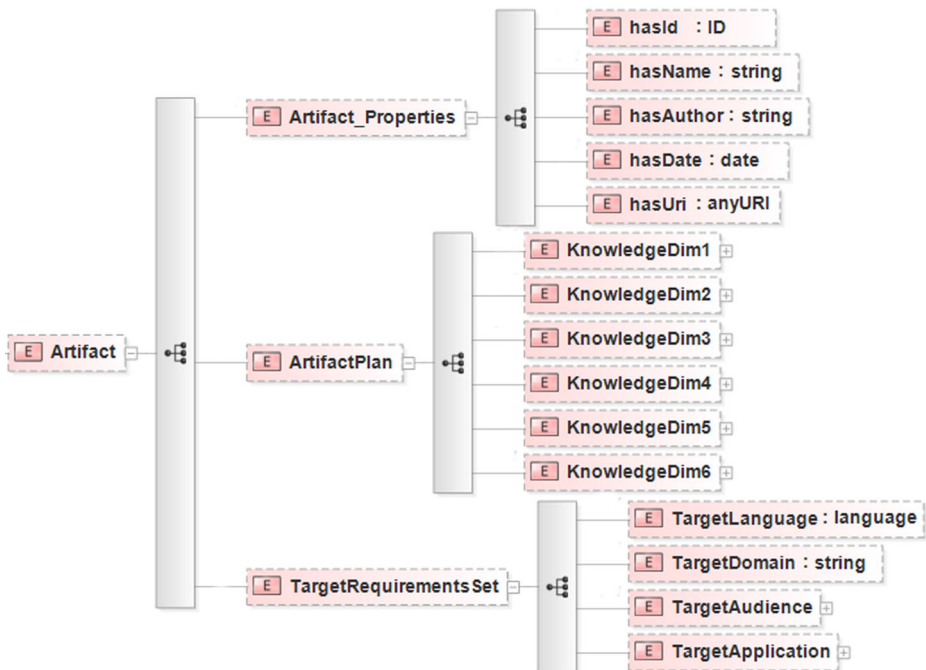 E hasId : ID
E hasName : string
E Artifact_Properties
E hasAuthor : string
E hasDate : date
E hasUri : anyURI
E KnowledgeDim1
E KnowledgeDim2
E KnowledgeDim3
E Artifact
E ArtifactPlan
E KnowledgeDim4
E KnowledgeDim5
E KnowledgeDim6
E TargetLanguage : language
E TargetDomain : string
E TargetRequirementsSet
E TargetAudience
E TargetApplication